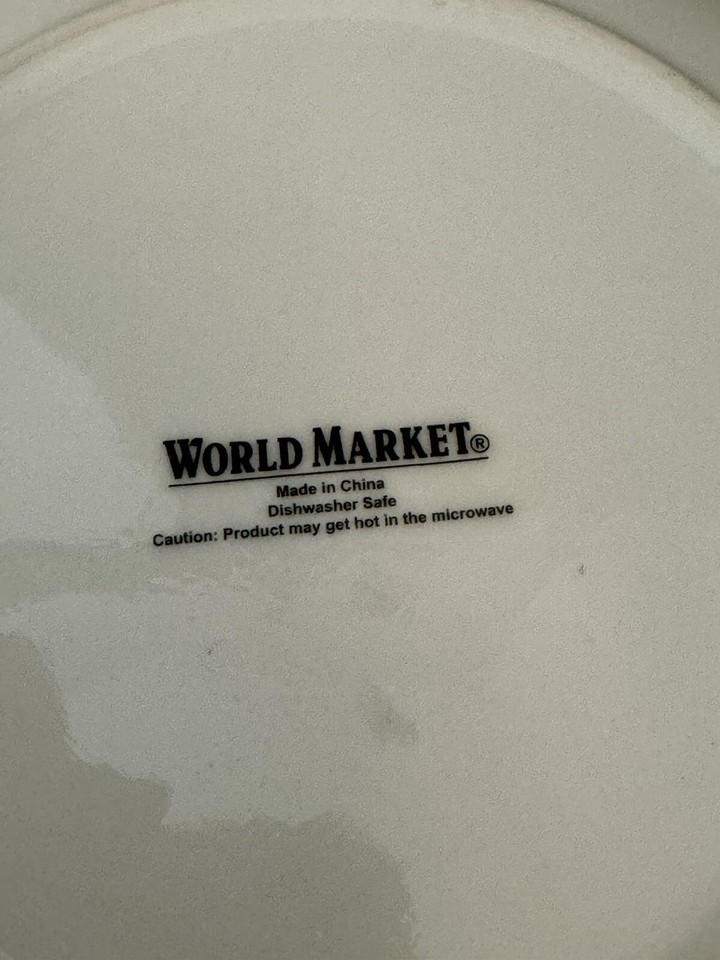 WORLD MARKET®
Made in China
Dishwasher Safe
Caution: Product may get hot in the microwave